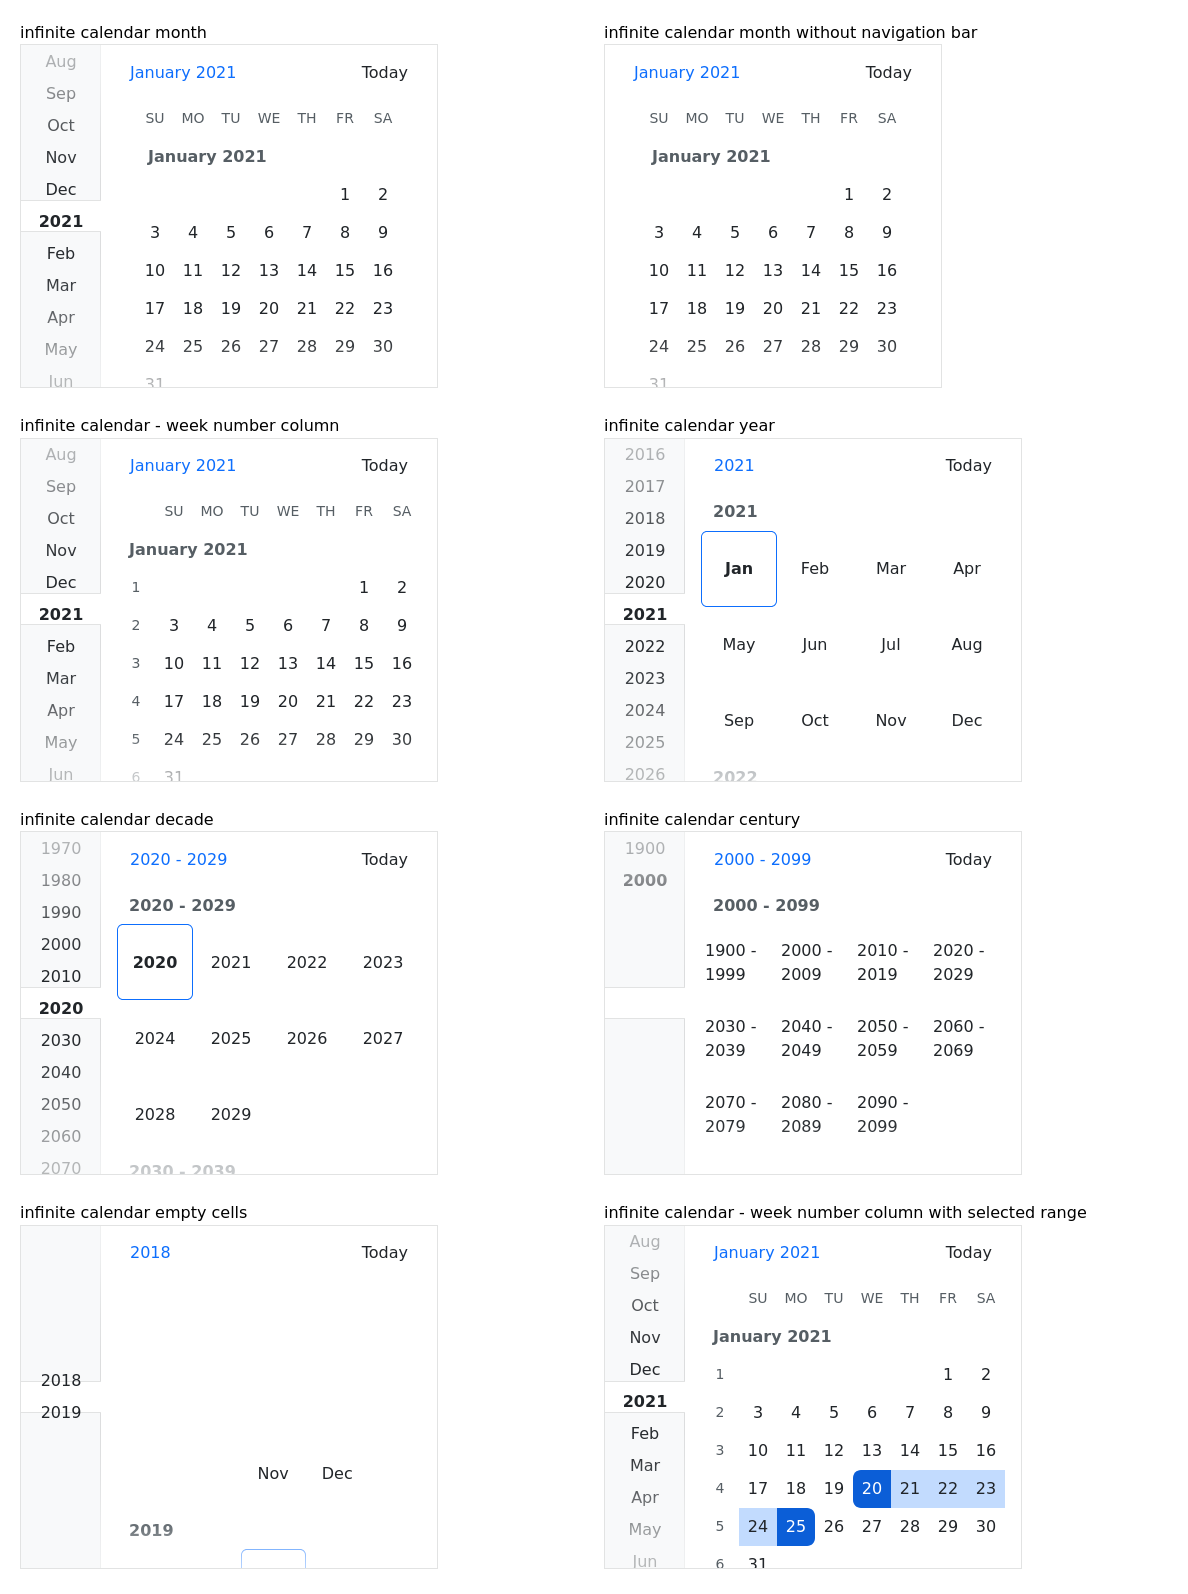 infinite calendar month
Aug
Sep
Oct
Nov
Dec
2021
Feb
Mar
Apr
May
Jun
January 2021 Today
SU MO TU WE TH FR SA
January 2021
1 2
3 4 5 6 7 8 9
10 11 12 13 14 15 16
17 18 19 20 21 22 23
24 25 26 27 28 29 30
31
infinite calendar month without navigation bar
January 2021 Today
SU MO TU WE TH FR SA
January 2021
1 2
3 4 5 6 7 8 9
10 11 12 13 14 15 16
17 18 19 20 21 22 23
24 25 26 27 28 29 30
31
infinite calendar - week number column
Aug
Sep
Oct
Nov
Dec
2021
Feb
Mar
Apr
May
Jun
January 2021 Today
SU MO TU WE TH FR SA
January 2021
1 1 2
2 3 4 5 6 7 8 9
3 10 11 12 13 14 15 16
4 17 18 19 20 21 22 23
5 24 25 26 27 28 29 30
6 31
infinite calendar year
2016
2017
2018
2019
2020
2021
2022
2023
2024
2025
2026
2021 Today
2021
Jan Feb Mar Apr
May Jun Jul Aug
Sep Oct Nov Dec
2022
infinite calendar decade
1970
1980
1990
2000
2010
2020
2030
2040
2050
2060
2070
2020 - 2029 Today
2020 - 2029
2020 2021 2022 2023
2024 2025 2026 2027
2028 2029
2030 - 2039
infinite calendar century
1900
2000
2000 - 2099 Today
2000 - 2099
1900 - 2000 - 2010 - 2020 -
1999 2009 2019 2029
2030 - 2040 - 2050 - 2060 -
2039 2049 2059 2069
2070 - 2080 - 2090 -
2079 2089 2099
infinite calendar empty cells
2018
2019
2018 Today
Nov Dec
2019
infinite calendar - week number column with selected range
Aug
Sep
Oct
Nov
Dec
2021
Feb
Mar
Apr
May
Jun
January 2021 Today
SU MO TU WE TH FR SA
January 2021
1 1 2
2 3 4 5 6 7 8 9
3 10 11 12 13 14 15 16
4 17 18 19 20 21 22 23
5 24 25 26 27 28 29 30
6 31